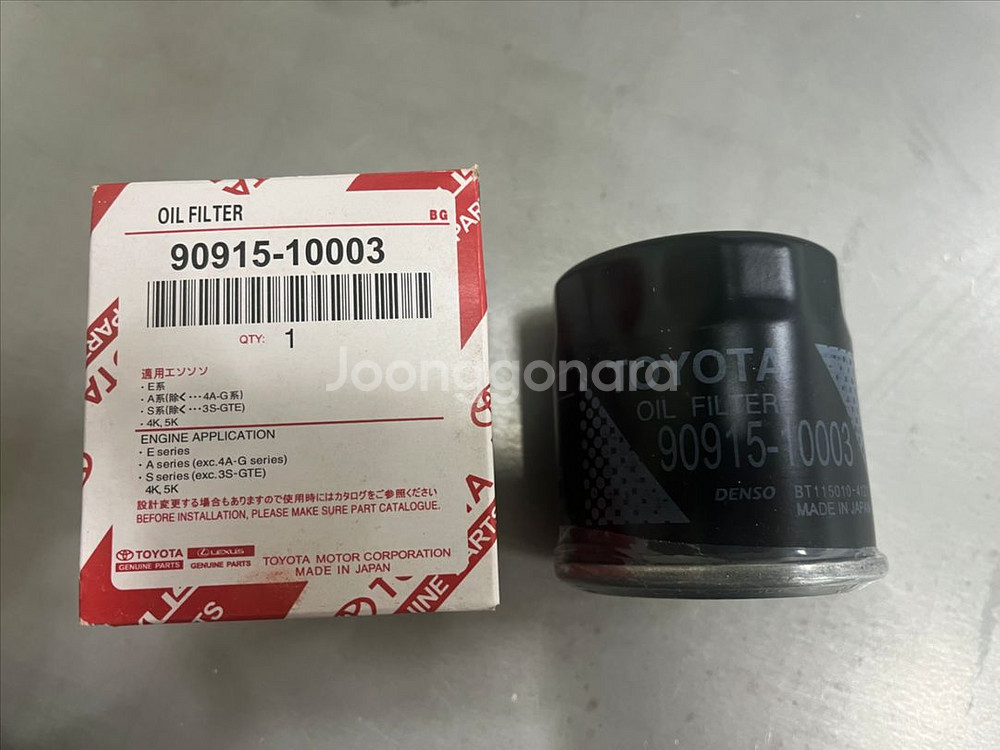 OIL FILTER
BG
90915-10003
QTY: 1
適用エンソソ
・E系
・A系(除く･･･4A-G系)
・S系(除く･･･3S-GTE)
・4K, 5K
ENGINE APPLICATION
・E series
・A series (exc.4A-G series)
・S series (exc.3S-GTE)
4K, 5K
設計変更する場合もありますので使用時にはカタログをご参照ください
BEFORE INSTALLATION, PLEASE MAKE SURE PART CATALOGUE.
TOYOTA
GENUINE PARTS
LEXUS
GENUINE PARTS
TOYOTA MOTOR CORPORATION
MADE IN JAPAN
Joonggonara
TOYOTA
OIL FILTER
90915-10003
DENSO
BT115010-
MADE IN JAPAN